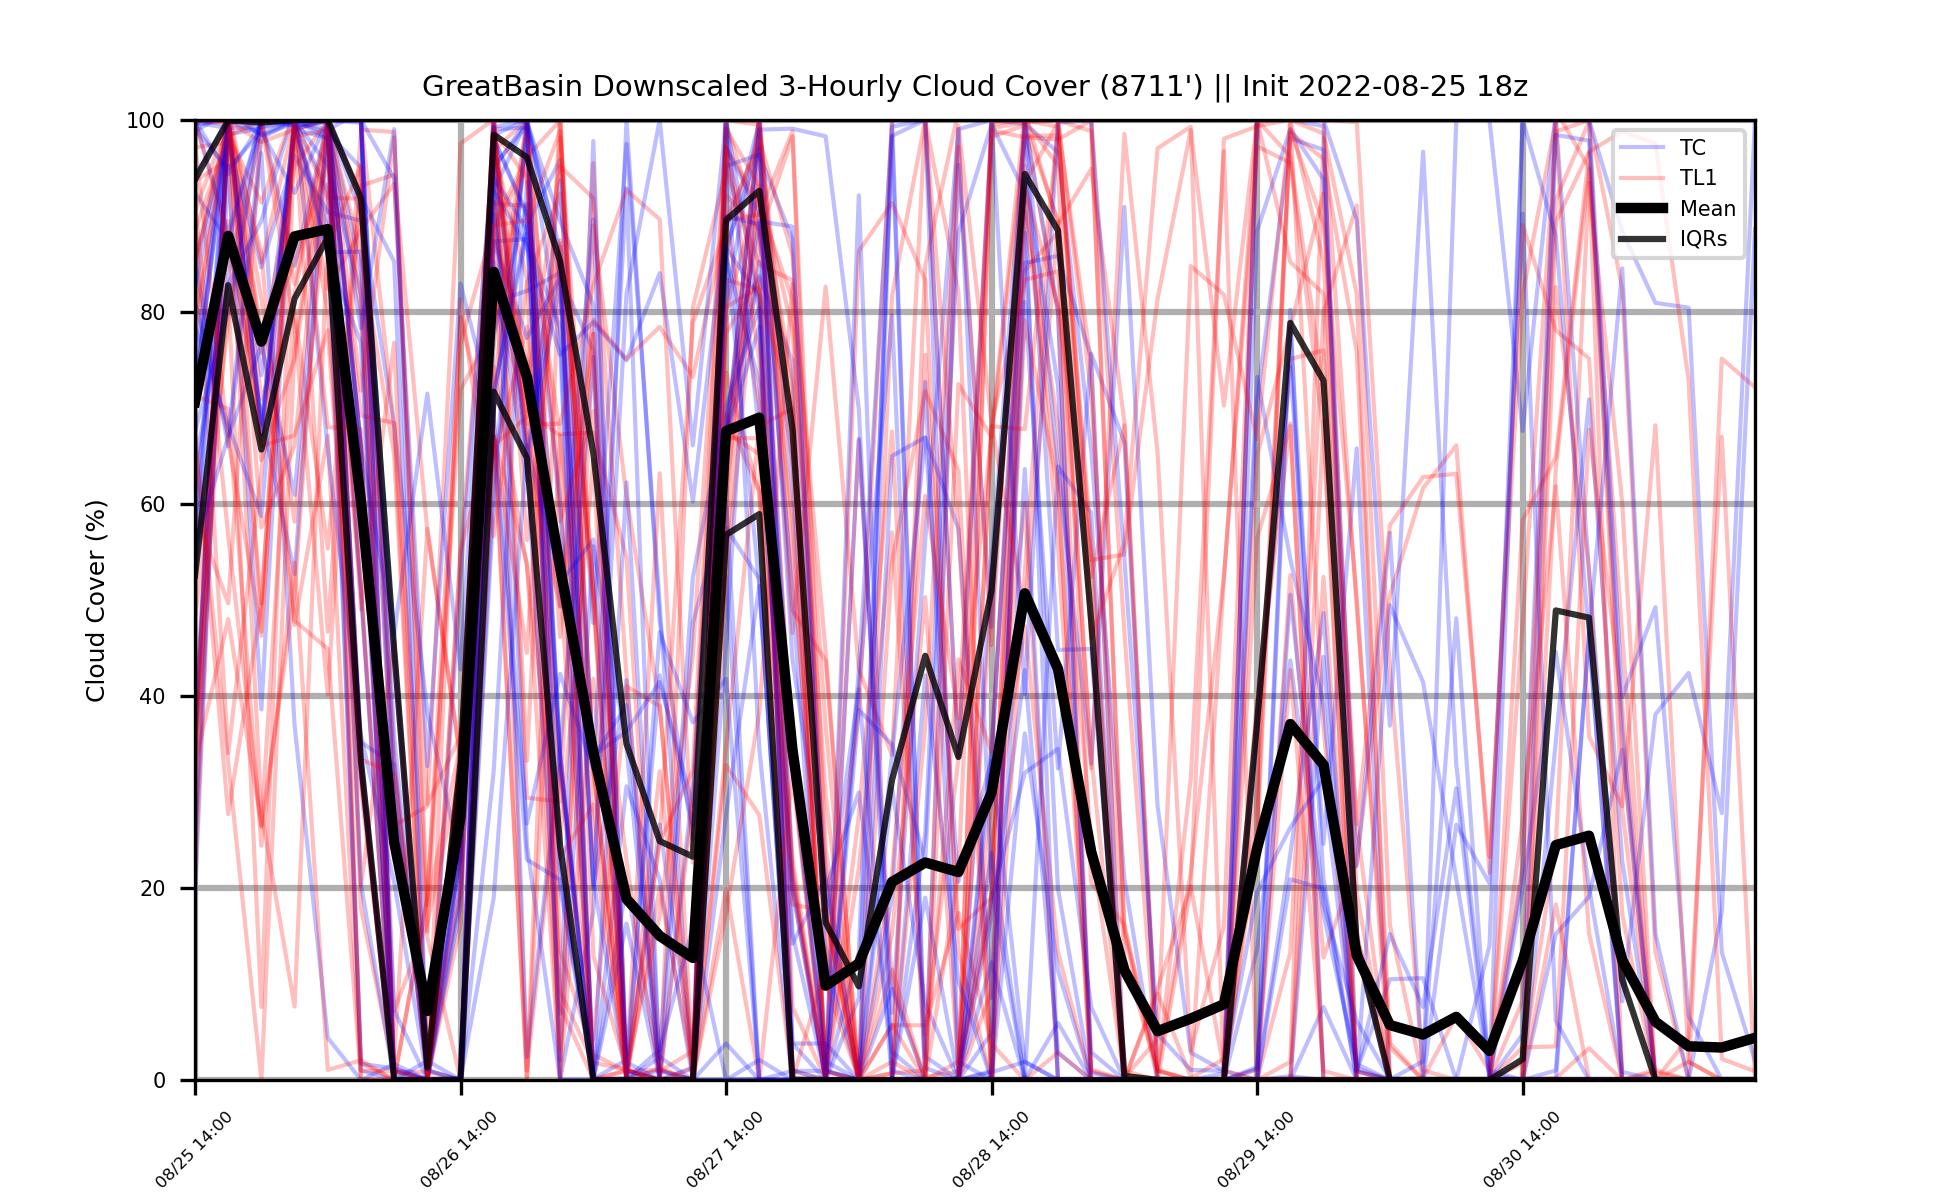 GreatBasin Downscaled 3-Hourly Cloud Cover (8711') || Init 2022-08-25 18z
Cloud Cover (%)
100
80
60
40
20
0
TC
TL1
Mean
IQRs
08/25 14:00
08/26 14:00
08/27 14:00
08/28 14:00
08/29 14:00
08/30 14:00